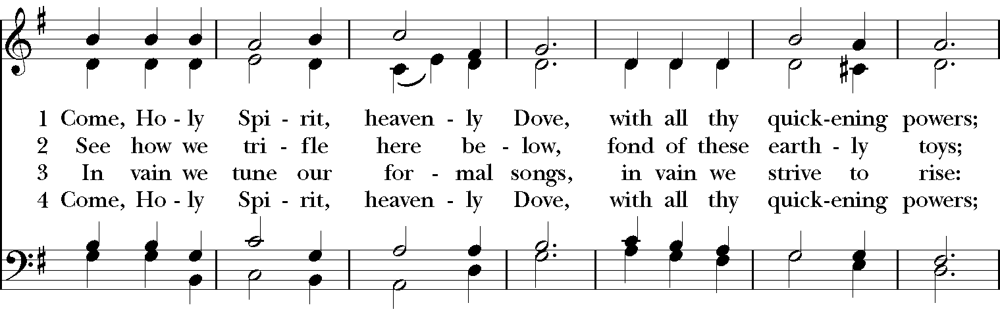 1 Come, Ho - ly Spi - rit, heaven - ly Dove, with all thy quick-ening powers;
2 See how we tri - fle here be - low, fond of these earth - ly toys;
3 In vain we tune our for - mal songs, in vain we strive to rise:
4 Come, Ho - ly Spi - rit, heaven - ly Dove, with all thy quick-ening powers;